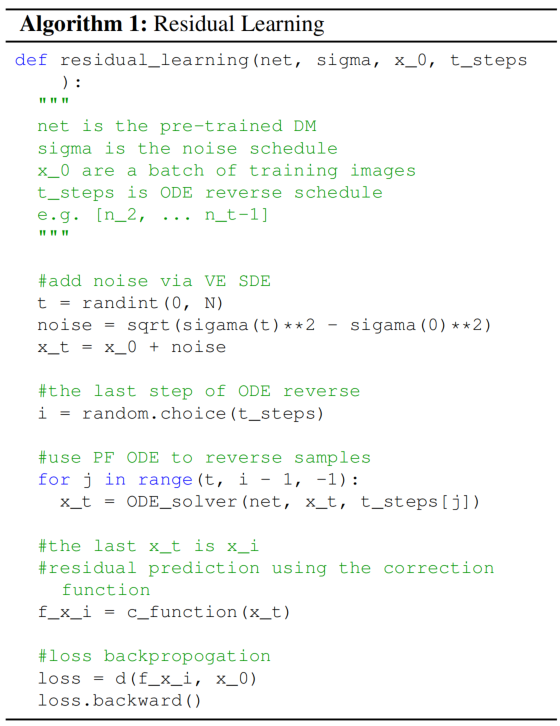 Algorithm 1: Residual Learning
def residual_learning(net, sigma, x_0, t_steps
):
"""
net is the pre-trained DM
sigma is the noise schedule
x_0 are a batch of training images
t_steps is ODE reverse schedule
e.g. [n_2, ... n_t-1]
"""
#add noise via VE SDE
t = randint(0, N)
noise = sqrt(sigama(t)**2 - sigama(0)**2)
x_t = x_0 + noise
#the last step of ODE reverse
i = random.choice(t_steps)
#use PF ODE to reverse samples
for j in range(t, i - 1, -1):
x_t = ODE_solver(net, x_t, t_steps[j])
#the last x_t is x_i
#residual prediction using the correction
function
f_x_i = c_function(x_t)
#loss backpropogation
loss = d(f_x_i, x_0)
loss.backward()